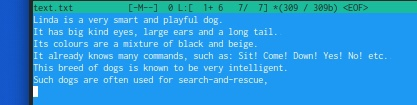 text.txt [-M--] 0 L:[ 1+ 6 7/ 7] *(309 / 309b) <EOF>
Linda is a very smart and playful dog.
It has big kind eyes, large ears and a long tail.
Its colours are a mixture of black and beige.
It already knows many commands, such as: Sit! Come! Down! Yes! No! etc.
This breed of dogs is known to be very intelligent.
Such dogs are often used for search-and-rescue,